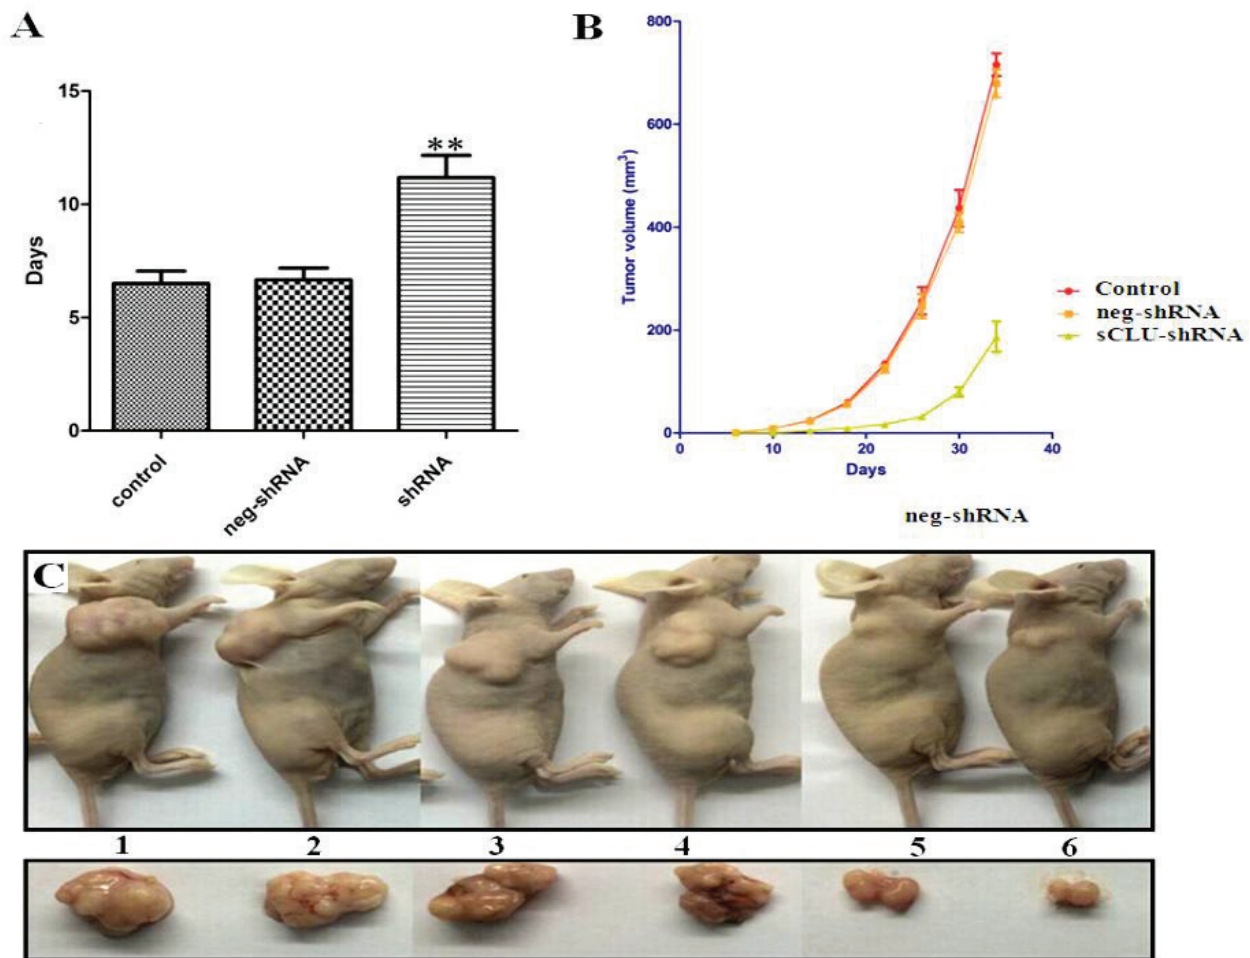 A
15
10
5
0
Days
**
control
neg-shRNA
shRNA
B
800
600
400
200
0
Tumor volume (mm³)
0 10 20 30 40
Days
Control
neg-shRNA
sCLU-shRNA
neg-shRNA
C
1 2 3 4 5 6